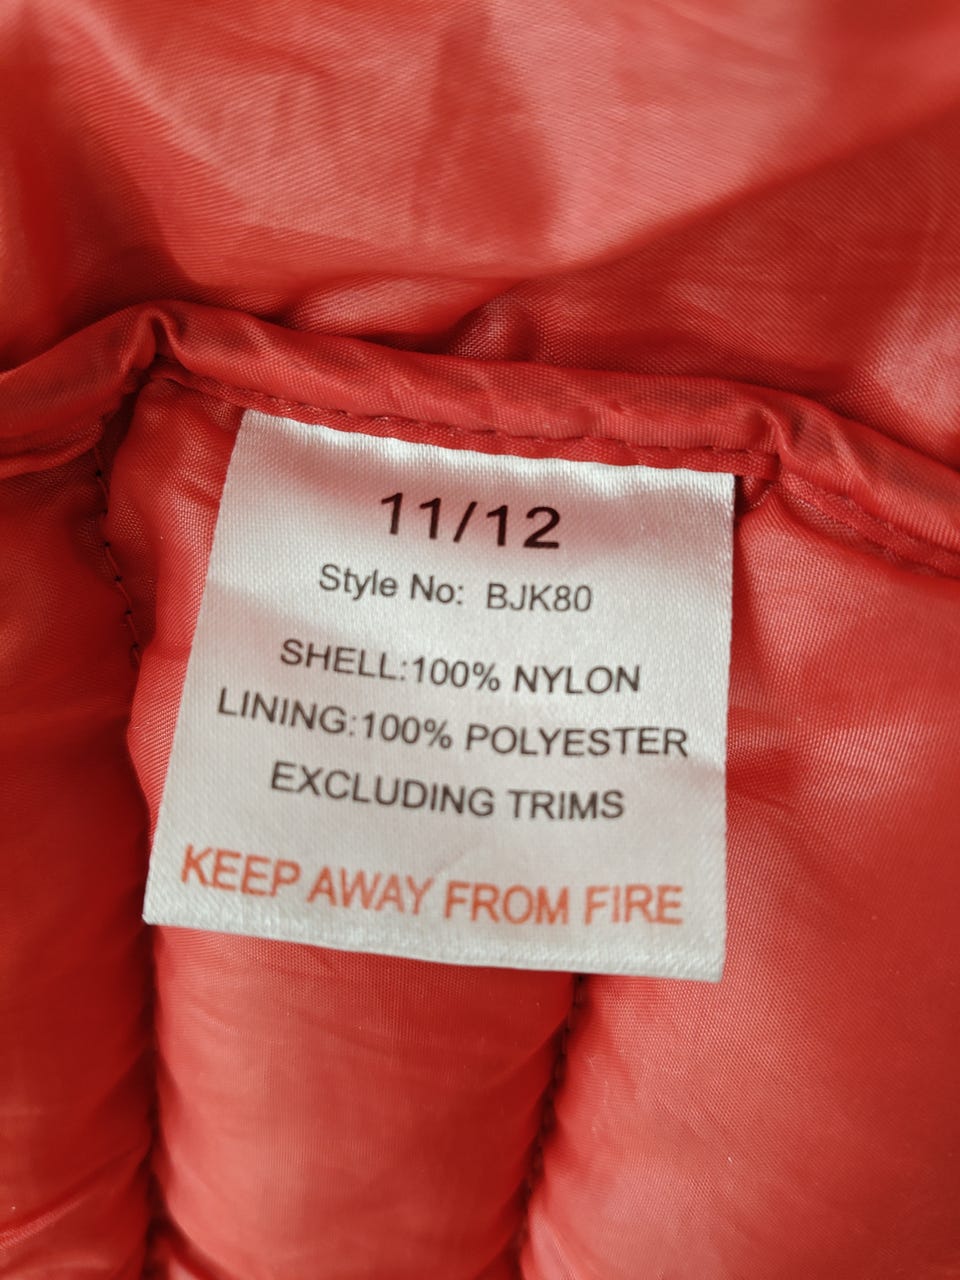 11/12
Style No: BJK80
SHELL:100% NYLON
LINING:100% POLYESTER
EXCLUDING TRIMS
KEEP AWAY FROM FIRE